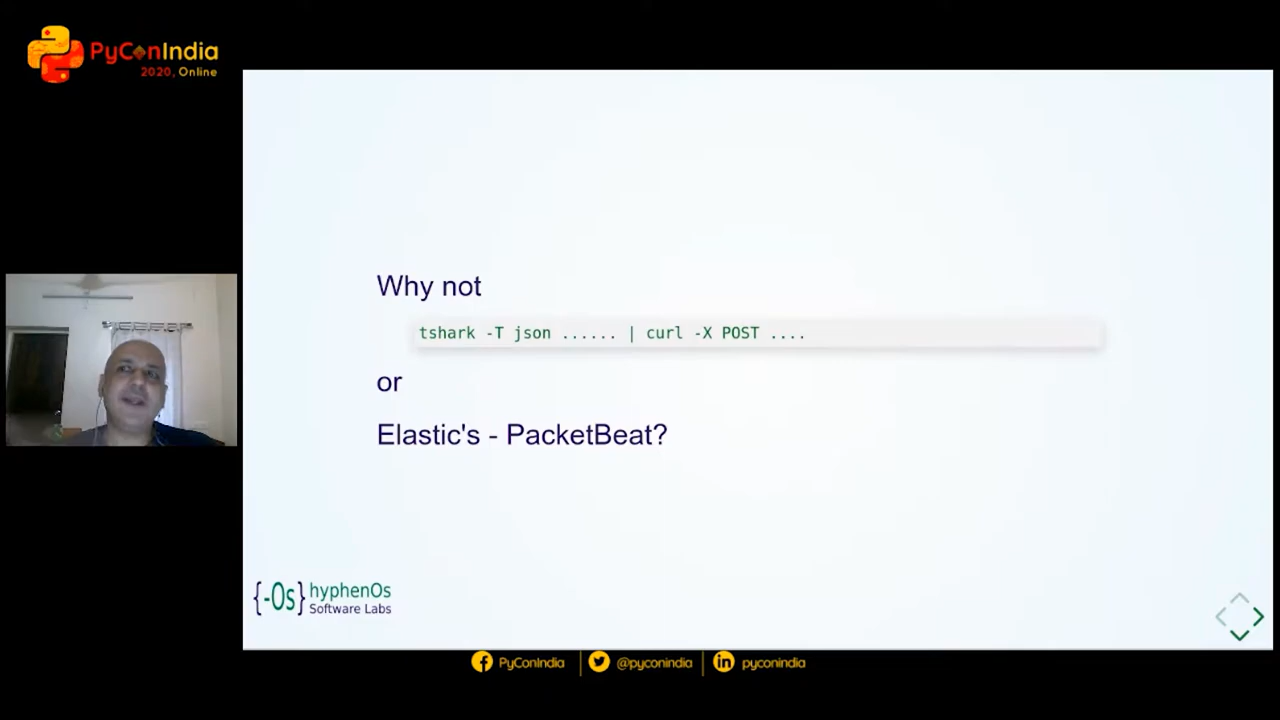 PyConIndia
2020, Online
Why not
tshark -T json ...... | curl -X POST ....
or
Elastic's - PacketBeat?
{-Os} hyphenOs
Software Labs
PyConIndia
@pyconindia
pyconindia